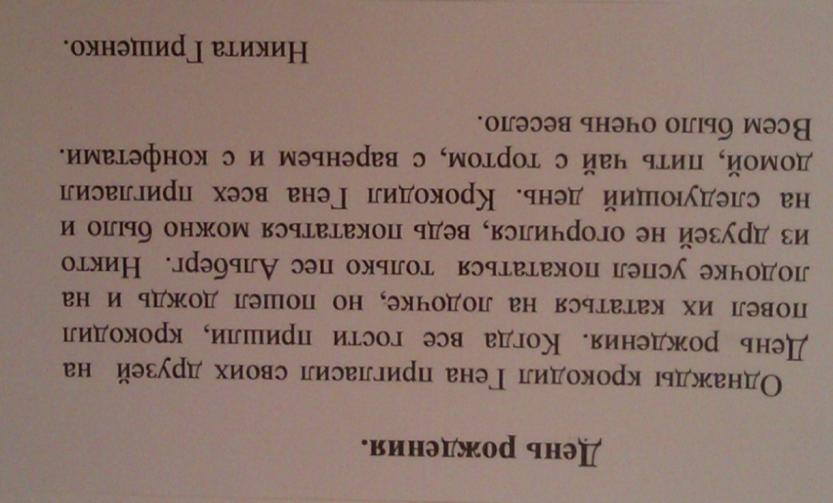 День рождения.
Однажды крокодил Гена пригласил своих друзей на
День рождения. Когда все гости пришли, крокодил
повел их кататься на лодочке, но пошел дождь и на
лодочке успел покататься только пес Альберг. Никто
из друзей не огорчился, ведь покататься можно было и
на следующий день. Крокодил Гена всех пригласил
домой, пить чай с тортом, с вареньем и с конфетами.
Всем было очень весело.
Никита Грищенко.